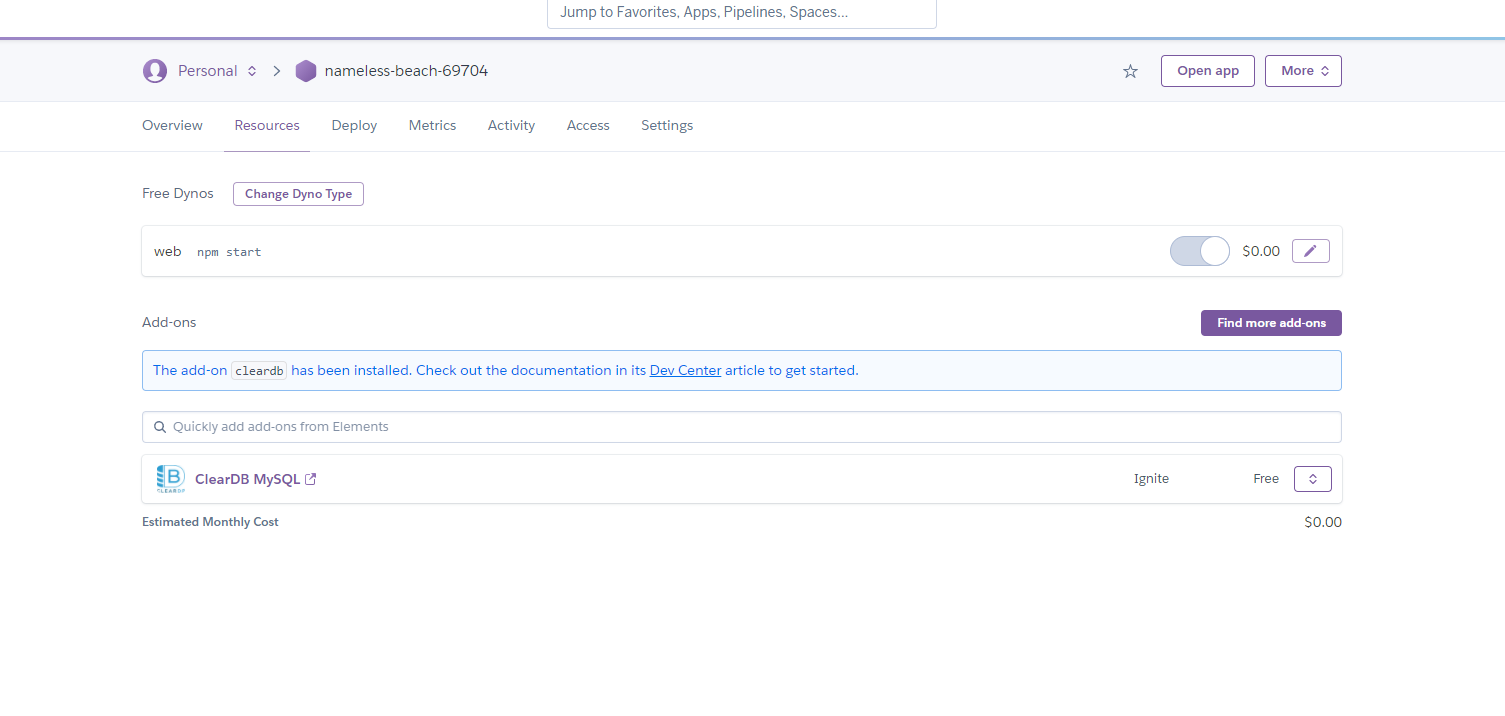 Jump to Favorites, Apps, Pipelines, Spaces...
Personal nameless-beach-69704 Open app More
Overview Resources Deploy Metrics Activity Access Settings
Free Dynos Change Dyno Type
web npm start $0.00
Add-ons Find more add-ons
The add-on cleardb has been installed. Check out the documentation in its Dev Center article to get started.
Quickly add add-ons from Elements
B CLEARDB ClearDB MySQL Ignite Free
Estimated Monthly Cost $0.00